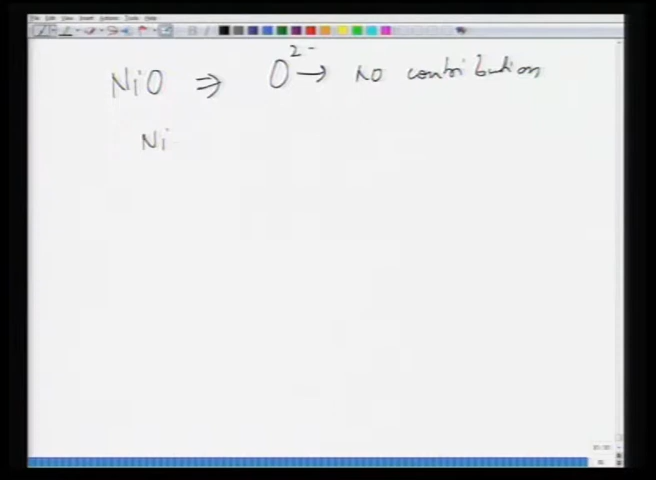 NiO ⇒ O²⁻ → No contribution
Ni